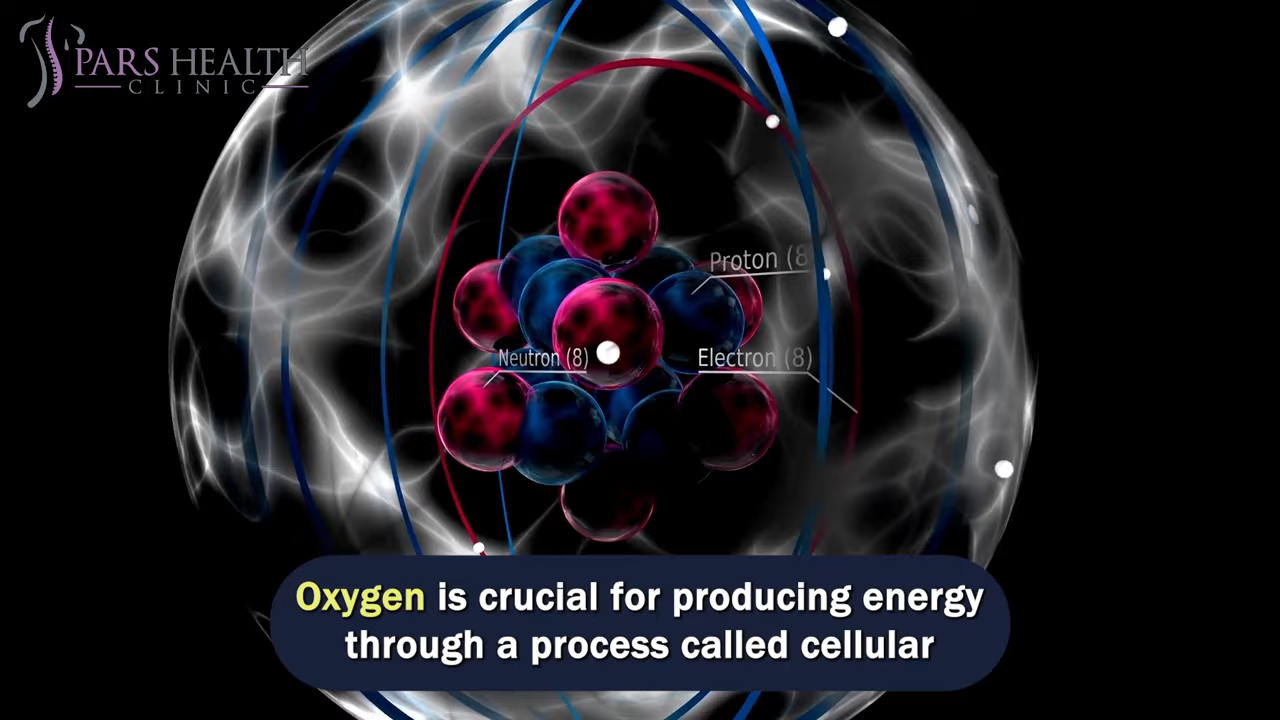 PARS HEALTH
CLINIC
Proton (8
Neutron (8)
Electron (8)
Oxygen is crucial for producing energy
through a process called cellular